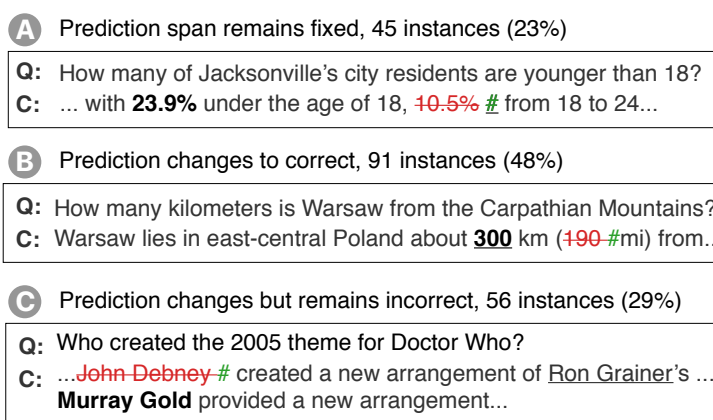 A Prediction span remains fixed, 45 instances (23%)
Q: How many of Jacksonville's city residents are younger than 18?
C: ... with 23.9% under the age of 18, 10.5% # from 18 to 24...
B Prediction changes to correct, 91 instances (48%)
Q: How many kilometers is Warsaw from the Carpathian Mountains?
C: Warsaw lies in east-central Poland about 300 km (190 #mi) from..
C Prediction changes but remains incorrect, 56 instances (29%)
Q: Who created the 2005 theme for Doctor Who?
C: ...John Debney # created a new arrangement of Ron Grainer's ...
Murray Gold provided a new arrangement...